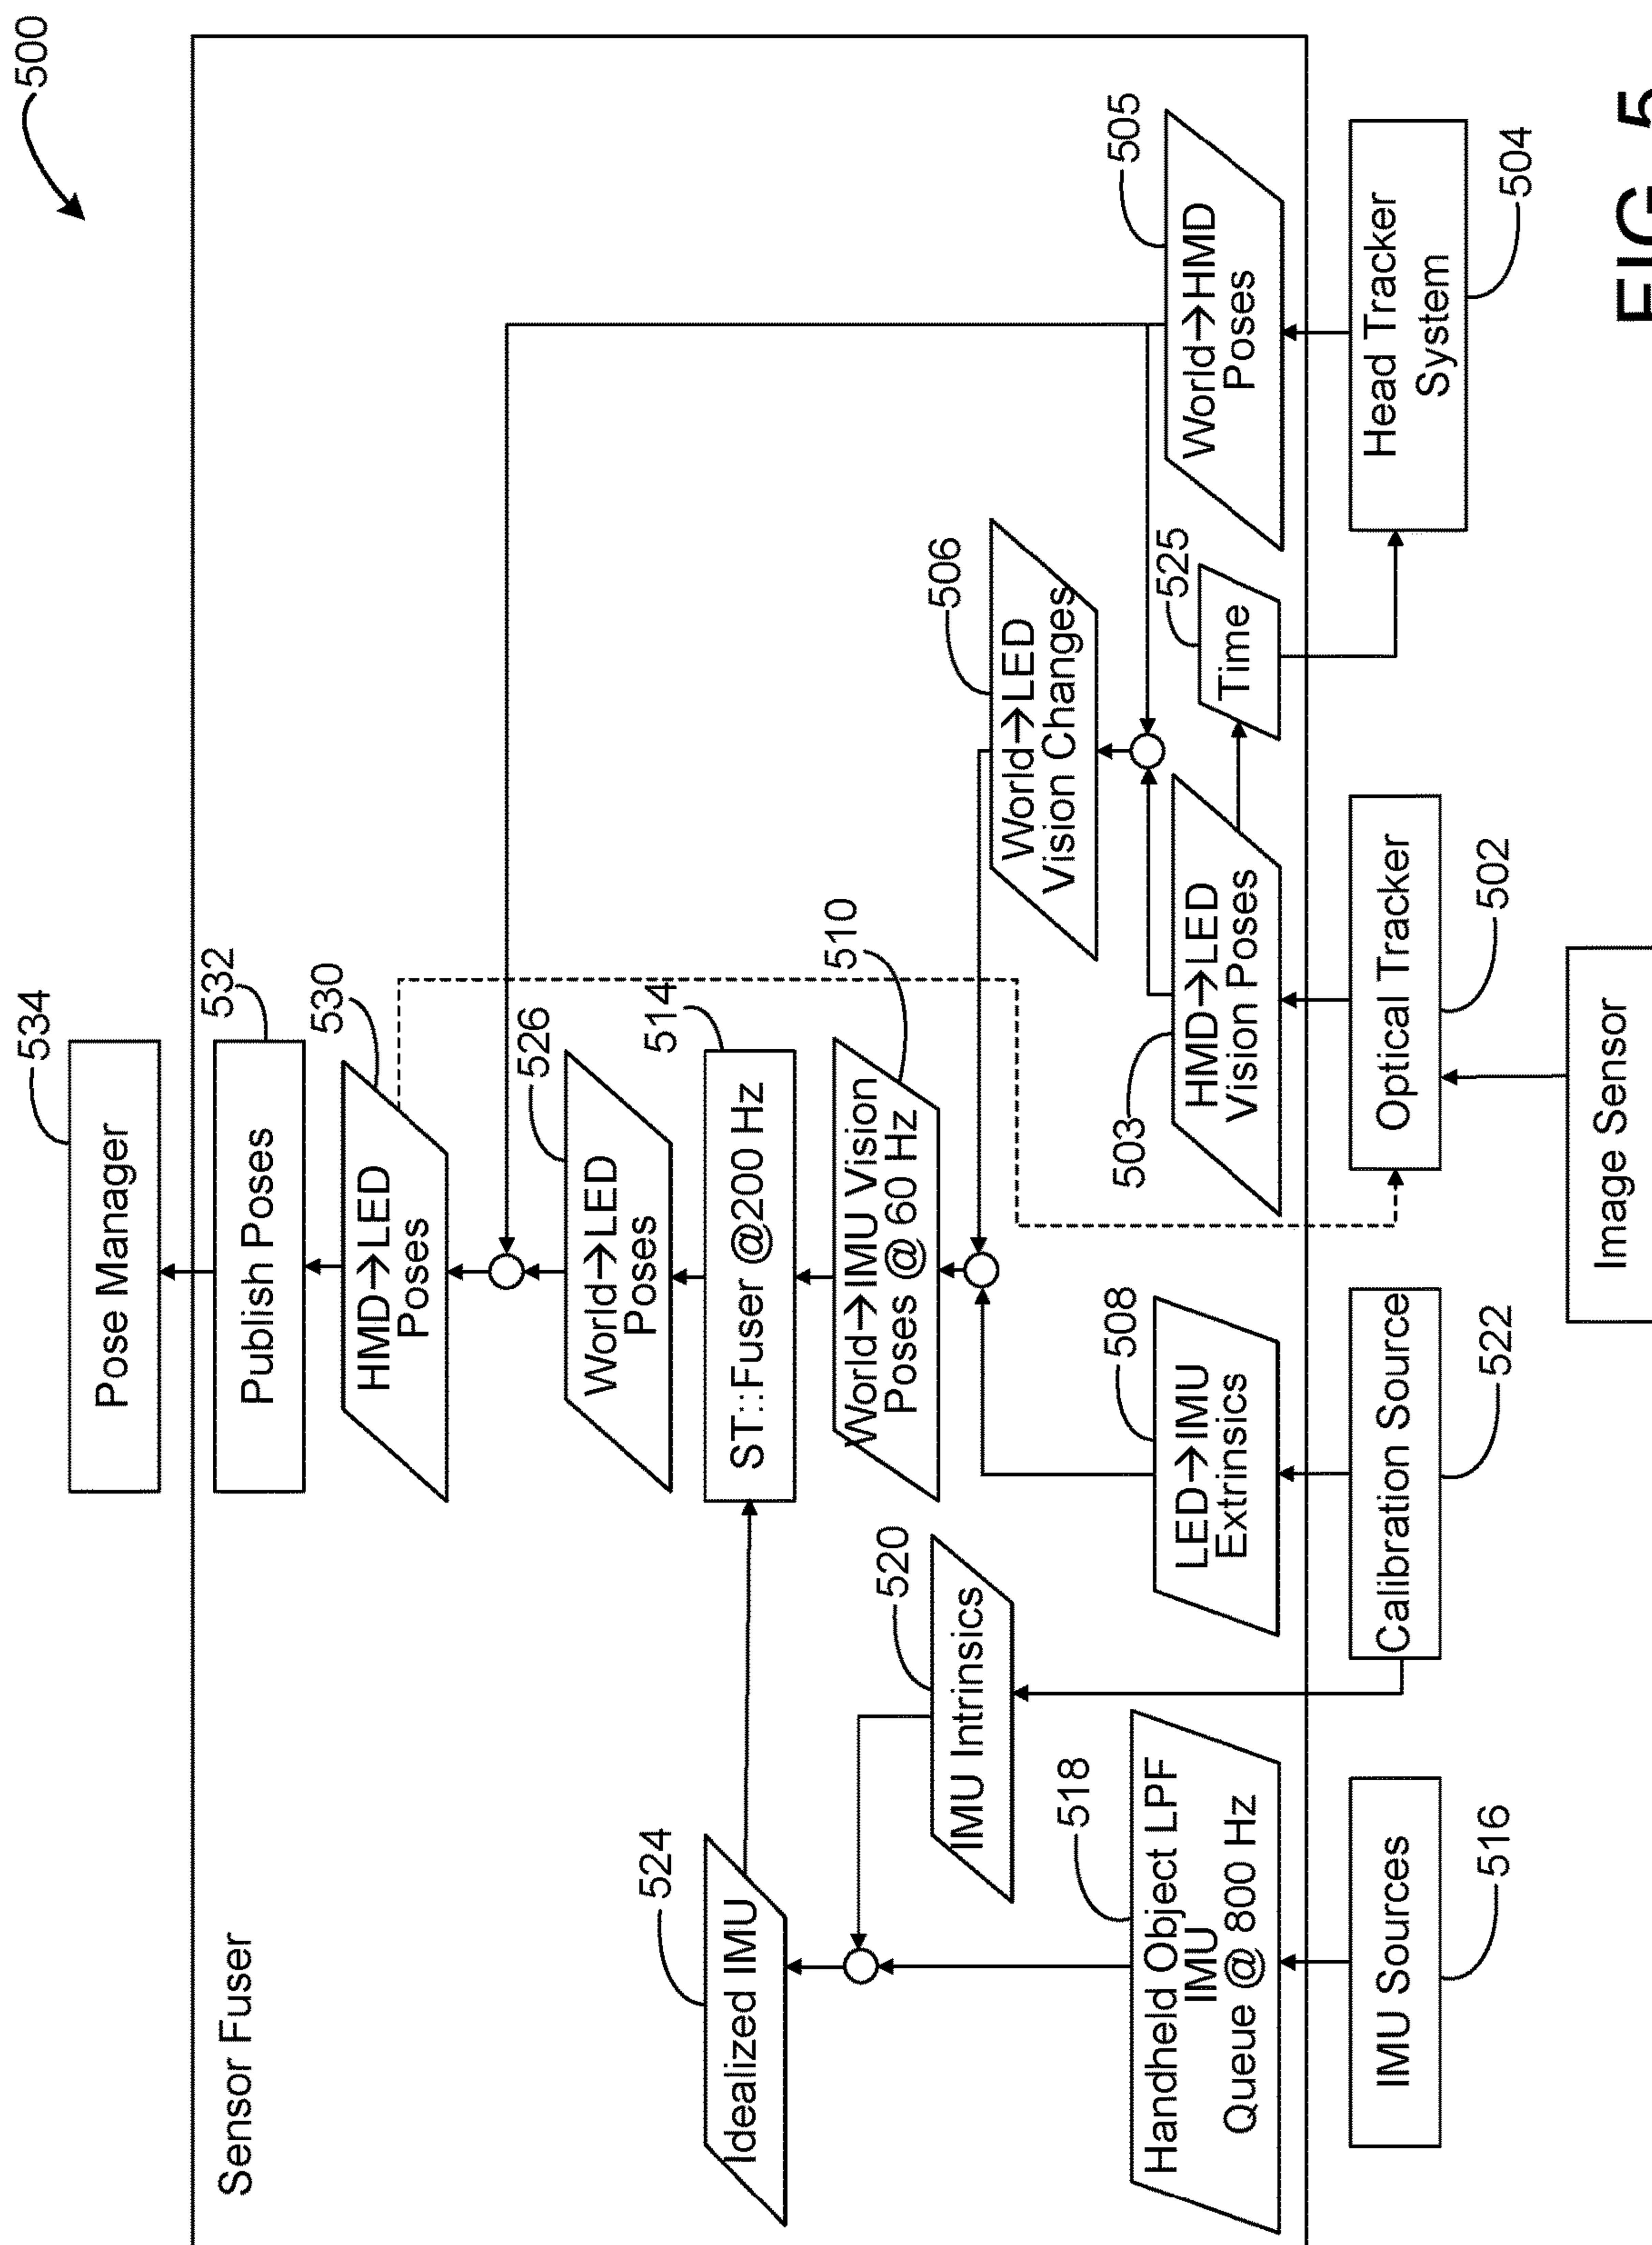 500
534
Pose Manager
Sensor Fuser
532
Publish Poses
530
HMD→LED
Poses
526
World→LED
Poses
524
Idealized IMU
514
ST::Fuser @200 Hz
510
World→IMU Vision
Poses @ 60 Hz
520
IMU Intrinsics
506
World→LED
Vision Changes
518
Handheld Object LPF
IMU
Queue @ 800 Hz
508
LED→IMU
Extrinsics
503
HMD→LED
Vision Poses
525
Time
505
World→HMD
Poses
IMU Sources
516
Calibration Source
522
Optical Tracker
502
Head Tracker
System
504
Image Sensor
FIG. 5